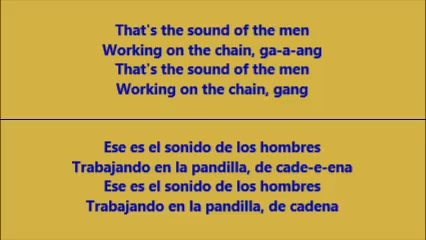 That's the sound of the men
Working on the chain, ga-a-ang
That's the sound of the men
Working on the chain, gang
Ese es el sonido de los hombres
Trabajando en la pandilla, de cade-e-ena
Ese es el sonido de los hombres
Trabajando en la pandilla, de cadena